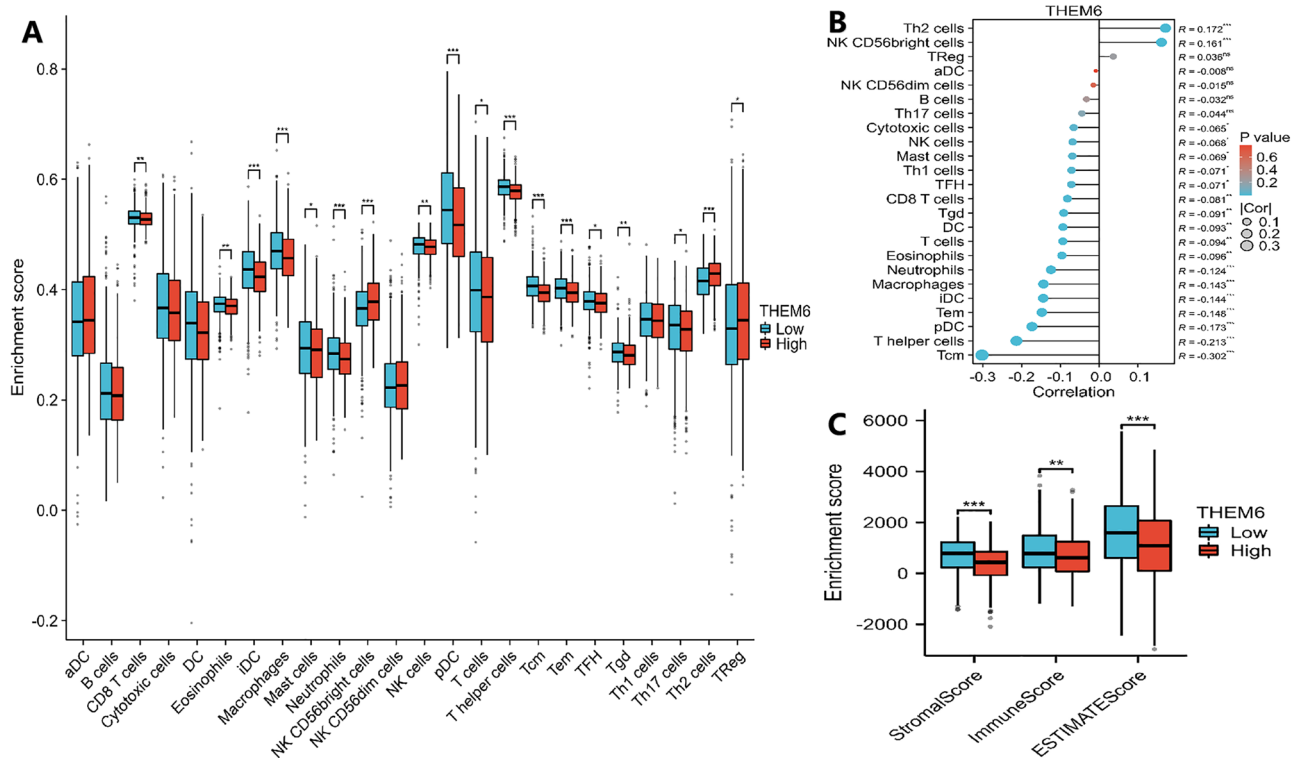 A
Enrichment score
0.8
0.6
0.4
0.2
0.0
-0.2
***
*
***
*
**
***
***
**
*
***
***
**
***
***
*
**
*
***
THEM6
Low
High
aDC
B cells
CD8 T cells
Cytotoxic cells
DC
Eosinophils
iDC
Macrophages
Mast cells
Neutrophils
NK CD56bright cells
NK CD56dim cells
NK cells
pDC
T cells
T helper cells
Tcm
Tem
TFH
Tgd
Th1 cells
Th17 cells
Th2 cells
TReg
B
THEM6
Th2 cells R = 0.172***
NK CD56bright cells R = 0.161***
TReg R = 0.036ns
aDC R = -0.008ns
NK CD56dim cells R = -0.015ns
B cells R = -0.032ns
Th17 cells R = -0.044ns
Cytotoxic cells R = -0.065*
NK cells R = -0.068*
Mast cells R = -0.069*
Th1 cells R = -0.071*
TFH R = -0.071*
CD8 T cells R = -0.081**
Tgd R = -0.091**
DC R = -0.093**
T cells R = -0.094**
Eosinophils R = -0.096**
Neutrophils R = -0.124***
Macrophages R = -0.143***
iDC R = -0.144***
Tem R = -0.148***
pDC R = -0.173***
T helper cells R = -0.213***
Tcm R = -0.302***
-0.3 -0.2 -0.1 0.0 0.1
Correlation
P value
0.6
0.4
0.2
|Cor|
0.1
0.2
0.3
C
Enrichment score
6000
4000
2000
0
-2000
***
**
***
THEM6
Low
High
StromalScore
ImmuneScore
ESTIMATEScore